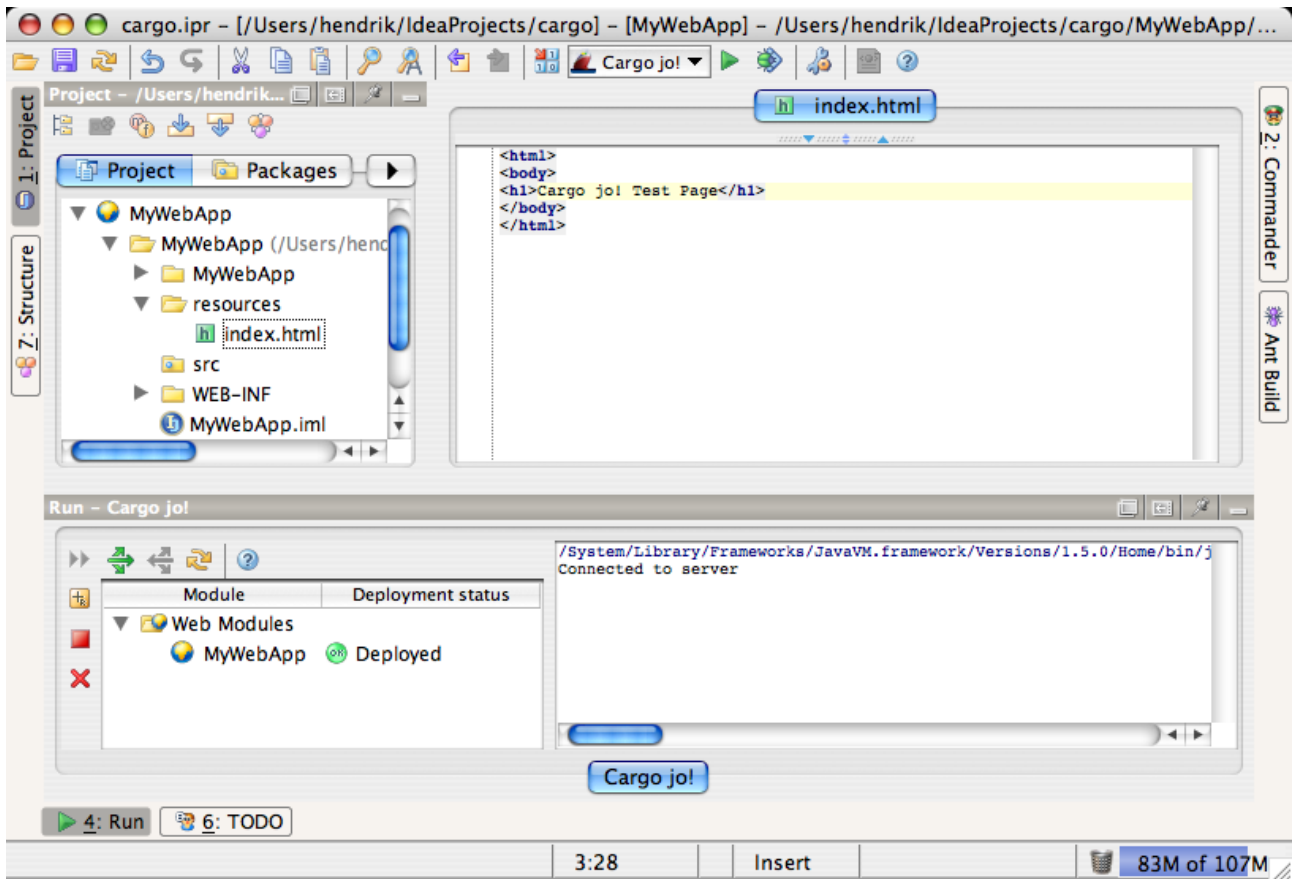 cargo.ipr – [/Users/hendrik/IdeaProjects/cargo] – [MyWebApp] – /Users/hendrik/IdeaProjects/cargo/MyWebApp/...
Cargo jo!
1: Project
7: Structure
Project – /Users/hendrik...
Project
Packages
MyWebApp
MyWebApp (/Users/hend
MyWebApp
resources
index.html
src
WEB-INF
MyWebApp.iml
index.html
<html>
<body>
<h1>Cargo jo! Test Page</h1>
</body>
</html>
2: Commander
Ant Build
Run – Cargo jo!
Module
Deployment status
Web Modules
MyWebApp
Deployed
/System/Library/Frameworks/JavaVM.framework/Versions/1.5.0/Home/bin/j
Connected to server
Cargo jo!
4: Run
6: TODO
3:28
Insert
83M of 107M